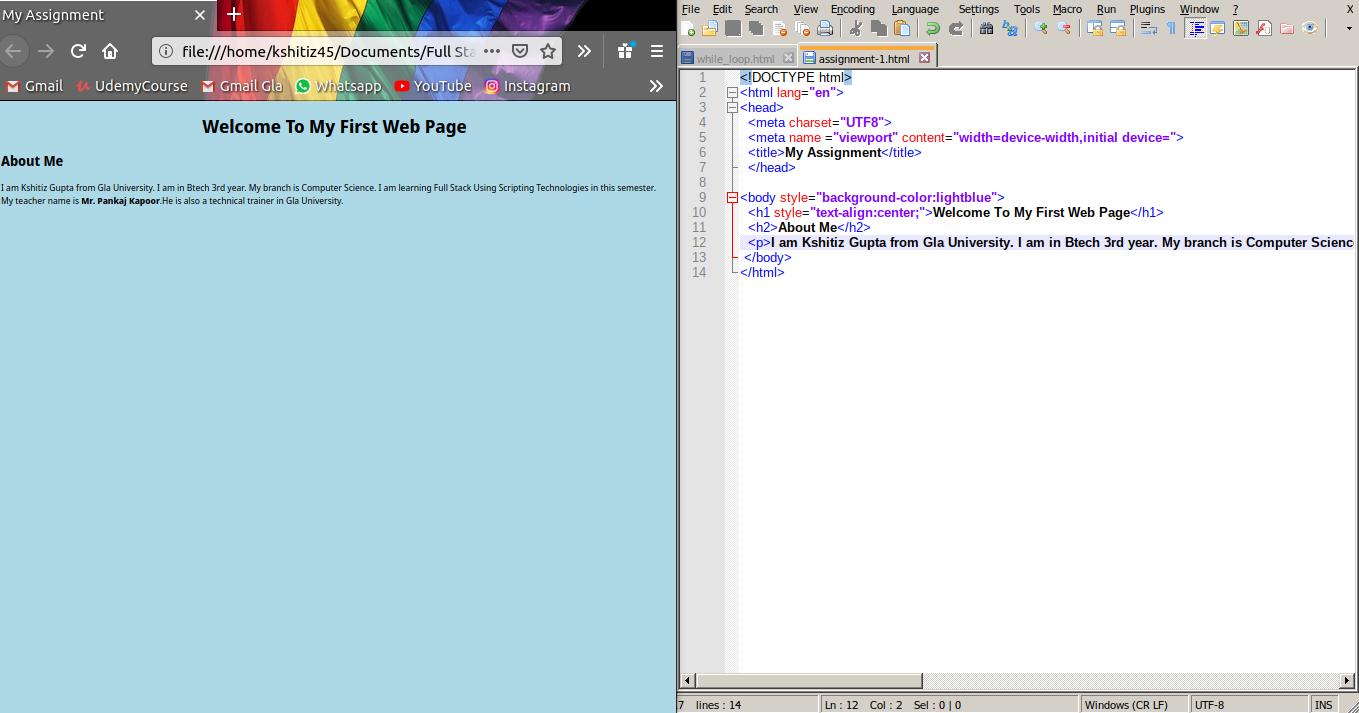 My Assignment
file:///home/kshitiz45/Documents/Full Sta
Gmail UdemyCourse Gmail Gla Whatsapp YouTube Instagram
Welcome To My First Web Page
About Me
I am Kshitiz Gupta from Gla University. I am in Btech 3rd year. My branch is Computer Science. I am learning Full Stack Using Scripting Technologies in this semester.
My teacher name is Mr. Pankaj Kapoor.He is also a technical trainer in Gla University.
File Edit Search View Encoding Language Settings Tools Macro Run Plugins Window ? X
while_loop.html assignment-1.html
1 <!DOCTYPE html>
2 <html lang="en">
3 <head>
4 <meta charset="UTF8">
5 <meta name ="viewport" content="width=device-width,initial device=">
6 <title>My Assignment</title>
7 </head>
8
9 <body style="background-color:lightblue">
10 <h1 style="text-align:center;">Welcome To My First Web Page</h1>
11 <h2>About Me</h2>
12 <p>I am Kshitiz Gupta from Gla University. I am in Btech 3rd year. My branch is Computer Scienc
13 </body>
14 </html>
7 lines : 14 Ln : 12 Col : 2 Sel : 0 | 0 Windows (CR LF) UTF-8 INS